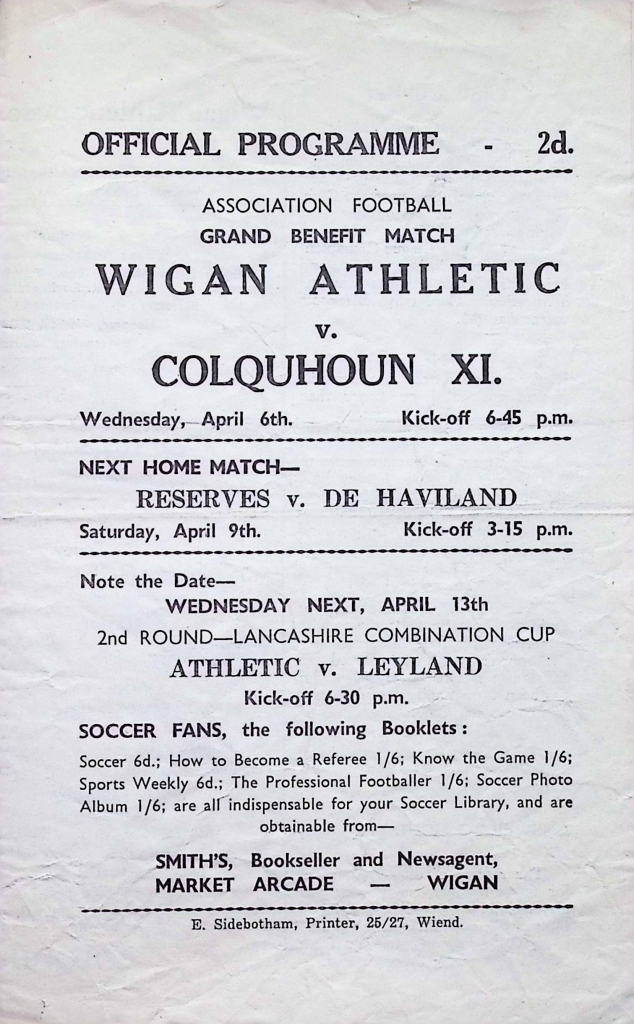 OFFICIAL PROGRAMME - 2d.
ASSOCIATION FOOTBALL
GRAND BENEFIT MATCH
WIGAN ATHLETIC
v.
COLQUHOUN XI.
Wednesday, April 6th. Kick-off 6-45 p.m.
NEXT HOME MATCH—
RESERVES v. DE HAVILAND
Saturday, April 9th. Kick-off 3-15 p.m.
Note the Date—
WEDNESDAY NEXT, APRIL 13th
2nd ROUND—LANCASHIRE COMBINATION CUP
ATHLETIC v. LEYLAND
Kick-off 6-30 p.m.
SOCCER FANS, the following Booklets:
Soccer 6d.; How to Become a Referee 1/6; Know the Game 1/6;
Sports Weekly 6d.; The Professional Footballer 1/6; Soccer Photo
Album 1/6; are all indispensable for your Soccer Library, and are
obtainable from—
SMITH'S, Bookseller and Newsagent,
MARKET ARCADE — WIGAN
E. Sidebotham, Printer, 25/27, Wiend.